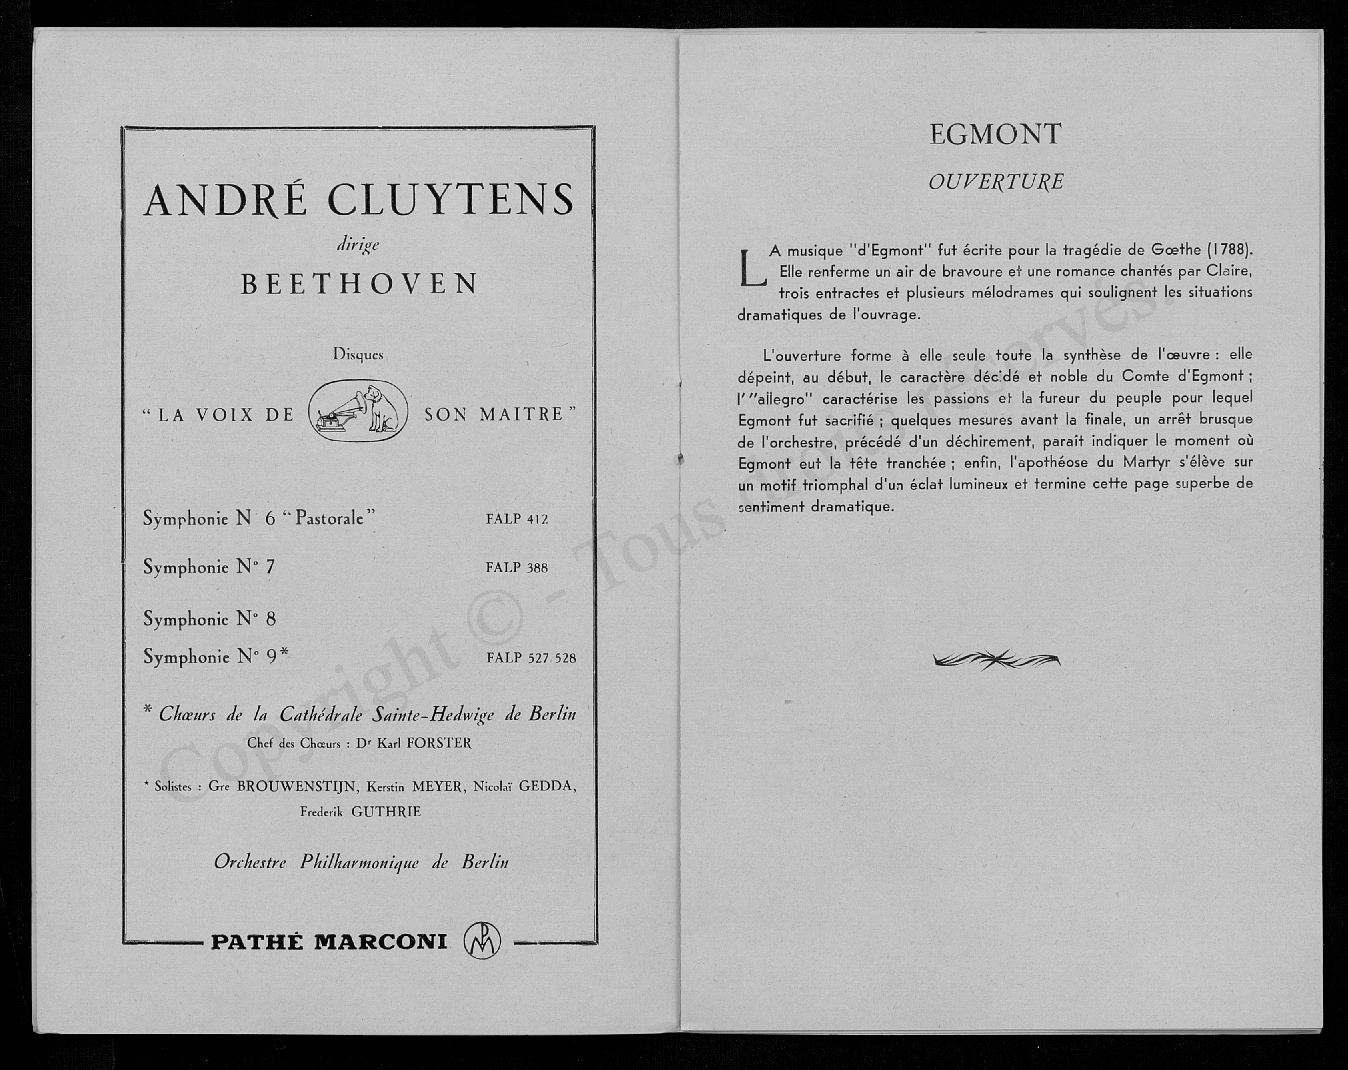 ANDRÉ CLUYTENS
dirige
BEETHOVEN
Disques
“ LA VOIX DE SON MAITRE ”
Symphonie N 6 “ Pastorale ” FALP 412
Symphonie N° 7 FALP 388
Symphonie N° 8
Symphonie N° 9* FALP 527 528
* Chœurs de la Cathédrale Sainte-Hedwige de Berlin
Chef des Chœurs : Dr Karl FORSTER
* Solistes : Gre BROUWENSTIJN, Kerstin MEYER, Nicolaï GEDDA,
Frederik GUTHRIE
Orchestre Philharmonique de Berlin
PATHÉ MARCONI
EGMONT
OUVERTURE
LA musique "d'Egmont" fut écrite pour la tragédie de Gœthe (1788).
Elle renferme un air de bravoure et une romance chantés par Claire,
trois entractes et plusieurs mélodrames qui soulignent les situations
dramatiques de l'ouvrage.
L'ouverture forme à elle seule toute la synthèse de l'œuvre : elle
dépeint, au début, le caractère décidé et noble du Comte d'Egmont ;
l' "allegro" caractérise les passions et la fureur du peuple pour lequel
Egmont fut sacrifié ; quelques mesures avant la finale, un arrêt brusque
de l'orchestre, précédé d'un déchirement, paraît indiquer le moment où
Egmont eut la tête tranchée ; enfin, l'apothéose du Martyr s'élève sur
un motif triomphal d'un éclat lumineux et termine cette page superbe de
sentiment dramatique.
Copyright © - Tous droits réservés.